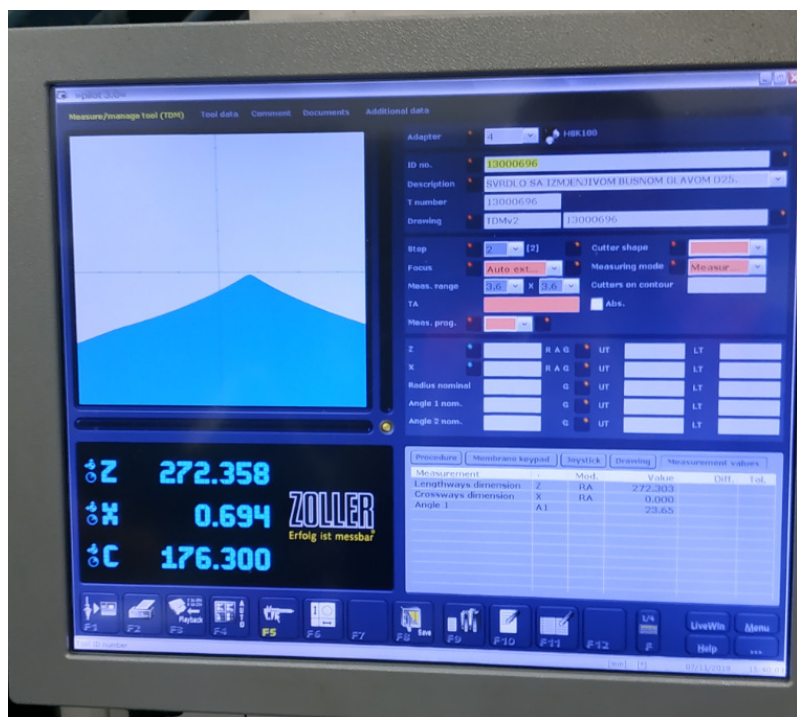 Measure/manage tool (TDM) Tool data Comment Documents Additional data
Adapter 4 HSK100
ID no. 13000696
Description SVRDLO SA IZMJENJIVOM BUSNOM GLAVOM D25.
T number 13000696
Drawing TDMv2 13000696
Step 2 [2] Cutter shape
Focus Auto ext... Measuring mode Measur...
Meas. range 3.6 X 3.6 Cutters on contour
TA Abs.
Meas. prog.
Z R A G UT LT
X R A G UT LT
Radius nominal G UT LT
Angle 1 nom. G UT LT
Angle 2 nom. G UT LT
Procedure Membrane keypad Joystick Drawing Measurement values
Measurement Mod. Value Diff. Tol.
Lengthways dimension Z RA 272.303
Crossways dimension X RA 0.000
Angle 1 A1 23.65
Z 272.358
X 0.694
C 176.300
ZOLLER
Erfolg ist messbar
F1 F2 Playback F3 AUTO F4 F5 F6 F7 F8 Save F9 F10 F11 F12 1/4 F LiveWin Menu
Help ...
[mm] [°] 07/11/2018